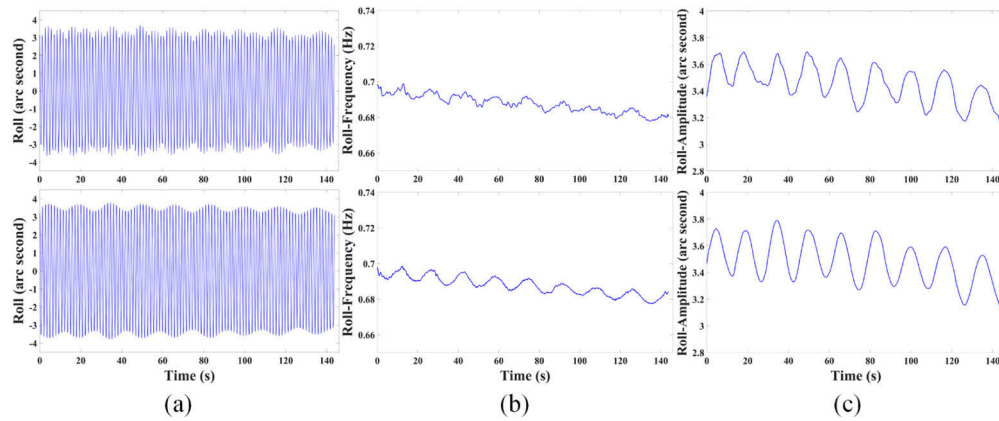 Roll (arc second)
4
3
2
1
0
-1
-2
-3
-4
0 20 40 60 80 100 120 140
Roll-Frequency (Hz)
0.74
0.72
0.7
0.68
0.66
0 20 40 60 80 100 120 140
Roll-Amplitude (arc second)
4
3.8
3.6
3.4
3.2
3
2.8
0 20 40 60 80 100 120 140
Roll (arc second)
4
3
2
1
0
-1
-2
-3
-4
0 20 40 60 80 100 120 140
Time (s)
Roll-Frequency (Hz)
0.74
0.72
0.7
0.68
0.66
0 20 40 60 80 100 120 140
Time (s)
Roll-Amplitude (arc second)
4
3.8
3.6
3.4
3.2
3
2.8
0 20 40 60 80 100 120 140
Time (s)
(a) (b) (c)